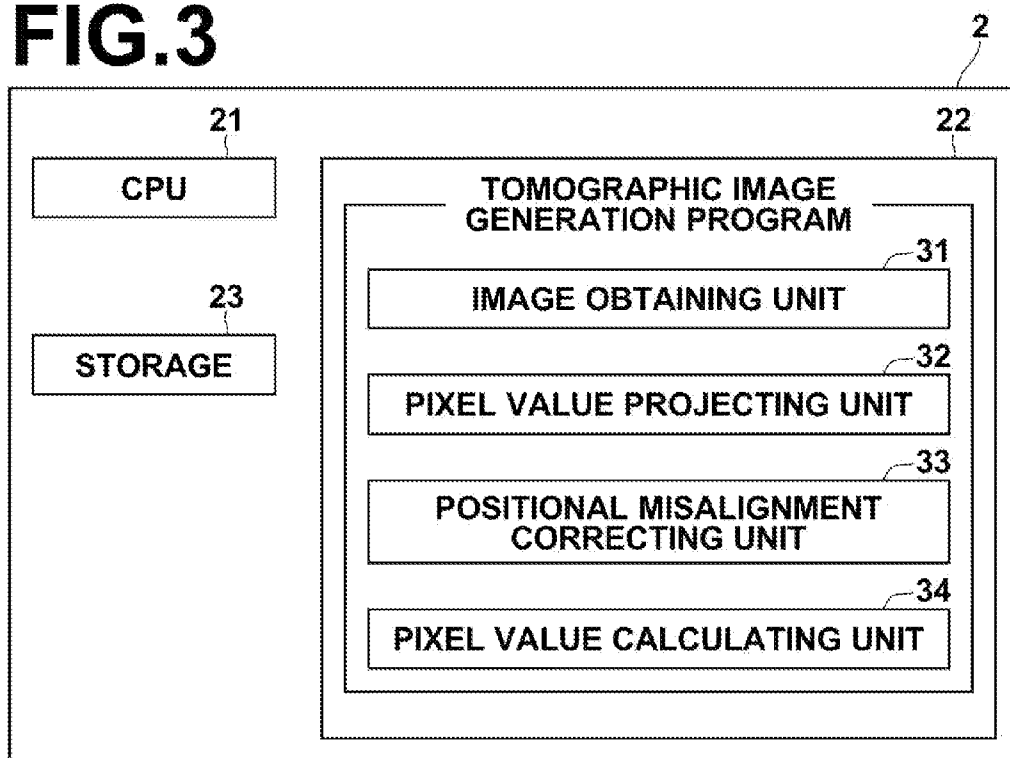 FIG.3
2
21
22
CPU
TOMOGRAPHIC IMAGE
GENERATION PROGRAM
31
IMAGE OBTAINING UNIT
23
STORAGE
32
PIXEL VALUE PROJECTING UNIT
33
POSITIONAL MISALIGNMENT
CORRECTING UNIT
34
PIXEL VALUE CALCULATING UNIT